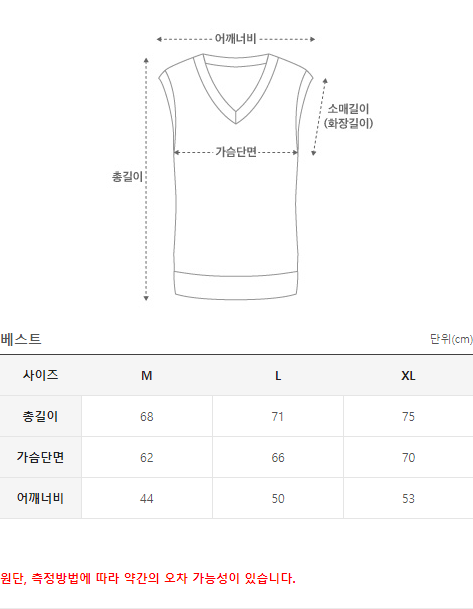 어깨너비
소매길이
(화장길이)
가슴단면
총길이
베스트 단위(cm)
사이즈 M L XL
총길이 68 71 75
가슴단면 62 66 70
어깨너비 44 50 53
원단, 측정방법에 따라 약간의 오차 가능성이 있습니다.